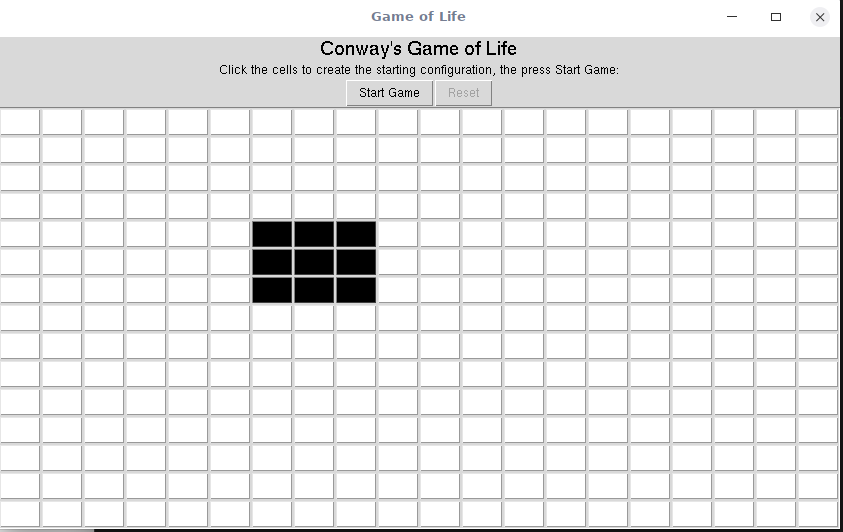 Game of Life
Conway's Game of Life
Click the cells to create the starting configuration, the press Start Game:
Start Game Reset